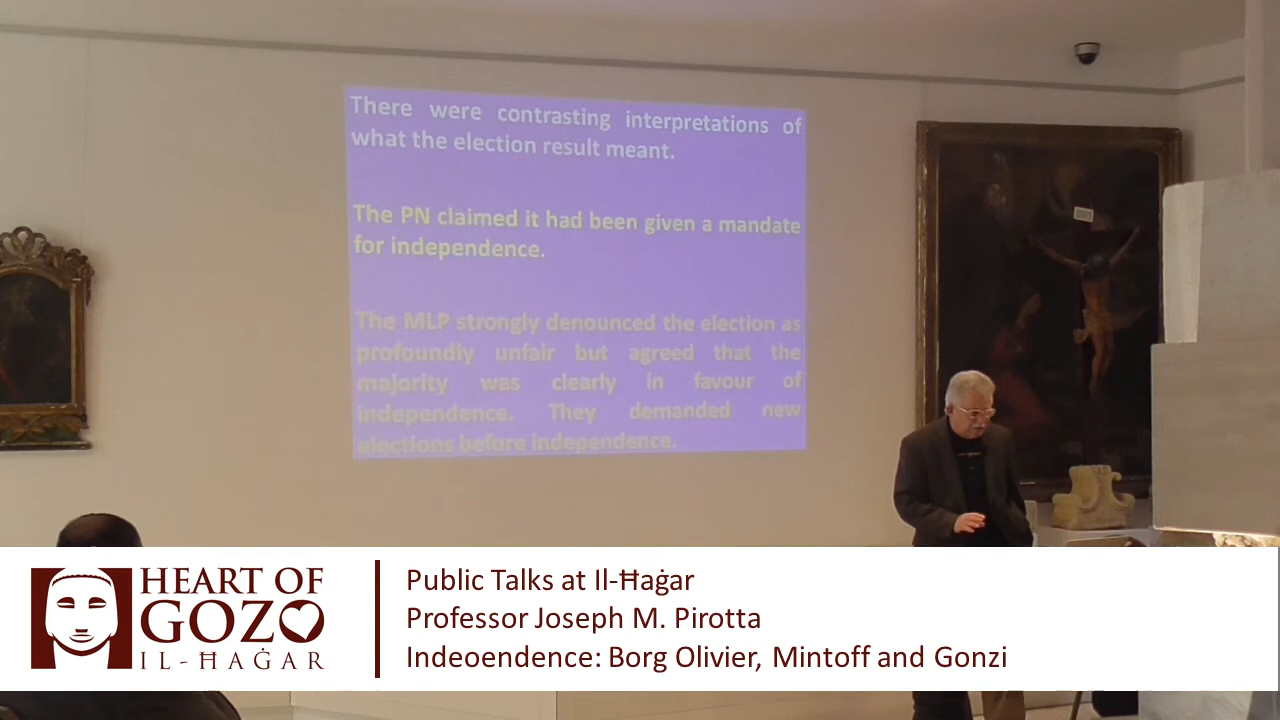 There were contrasting interpretations of
what the election result meant.
The PN claimed it had been given a mandate
for independence.
The MLP strongly denounced the election as
profoundly unfair but agreed that the
majority was clearly in favour of
independence. They demanded new
elections before independence.
HEART OF
GOZO
IL-ĦAĠAR
Public Talks at Il-Ħaġar
Professor Joseph M. Pirotta
Indeoendence: Borg Olivier, Mintoff and Gonzi